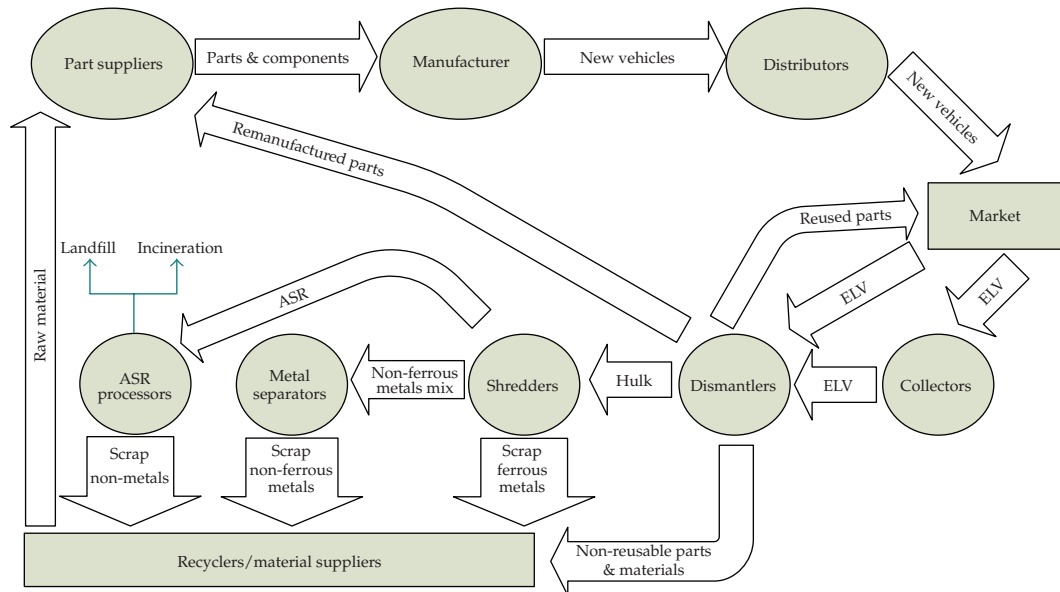 Part suppliers
Parts & components
Manufacturer
New vehicles
Distributors
New vehicles
Remanufactured parts
Reused parts
Market
Landfill
Incineration
ELV
ELV
ASR
Raw material
ASR
processors
Metal
separators
Non-ferrous
metals mix
Shredders
Hulk
Dismantlers
ELV
Collectors
Scrap
non-metals
Scrap
non-ferrous
metals
Scrap
ferrous
metals
Recyclers/material suppliers
Non-reusable parts
& materials